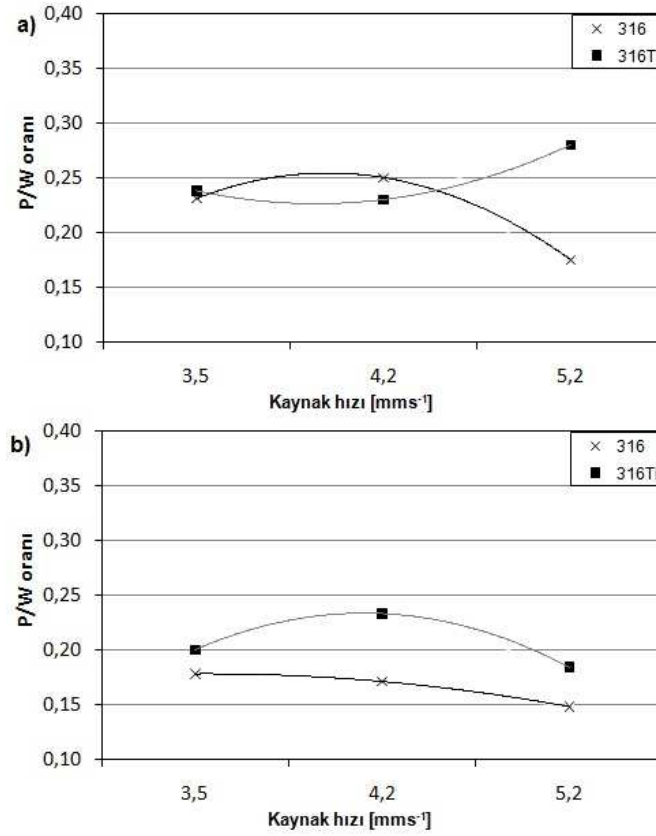 a)
0,40
316
316T
0,35
0,30
0,25
0,20
0,15
0,10
P/W oranı
3,5 4,2 5,2
Kaynak hızı [mms⁻¹]
b)
0,40
316
316T
0,35
0,30
0,25
0,20
0,15
0,10
P/W oranı
3,5 4,2 5,2
Kaynak hızı [mms⁻¹]